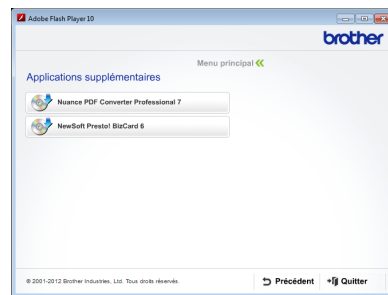 Adobe Flash Player 10
brother
Menu principal
Applications supplémentaires
Nuance PDF Converter Professional 7
NewSoft Presto! BizCard 6
© 2001-2012 Brother Industries, Ltd. Tous droits réservés.
Précédent
Quitter